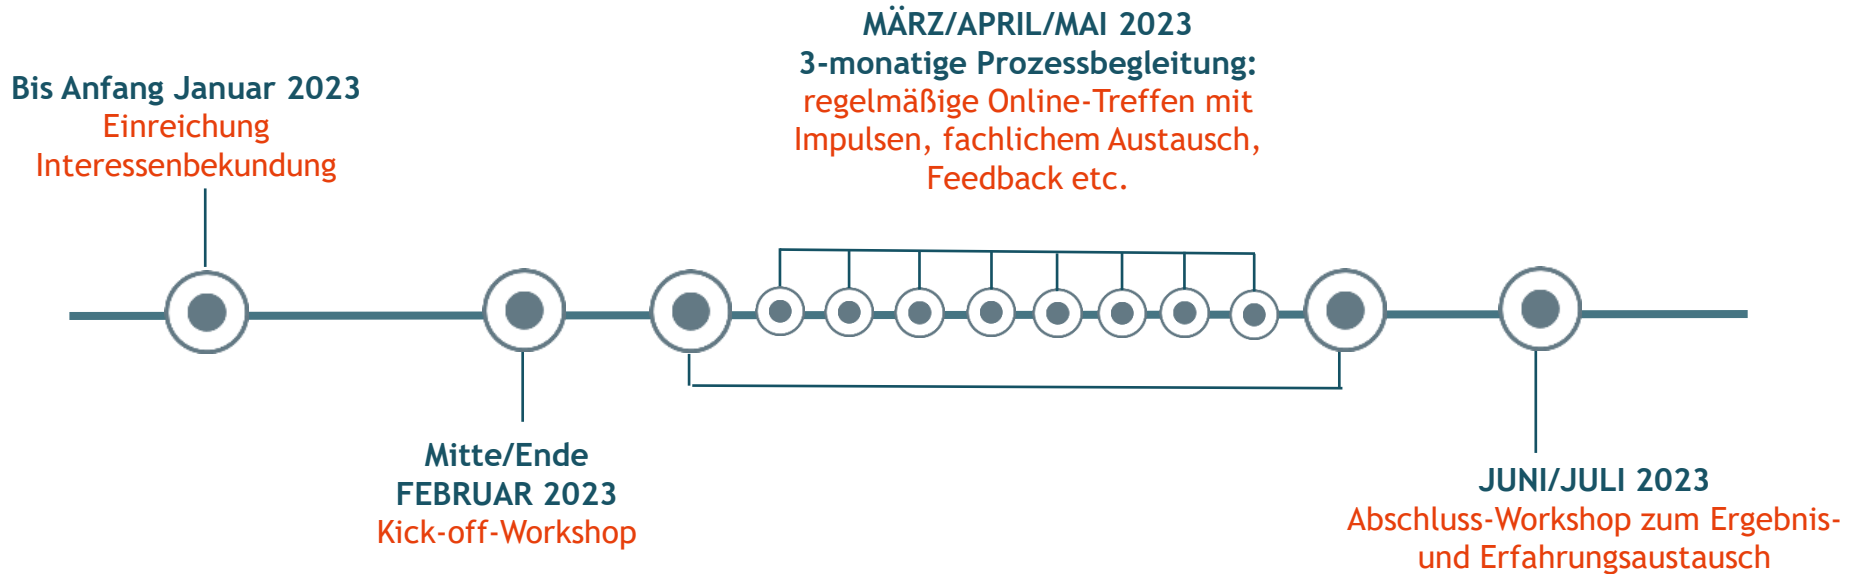 Bis Anfang Januar 2023
Einreichung
Interessenbekundung
Mitte/Ende
FEBRUAR 2023
Kick-off-Workshop
MÄRZ/APRIL/MAI 2023
3-monatige Prozessbegleitung:
regelmäßige Online-Treffen mit
Impulsen, fachlichem Austausch,
Feedback etc.
JUNI/JULI 2023
Abschluss-Workshop zum Ergebnis-
und Erfahrungsaustausch